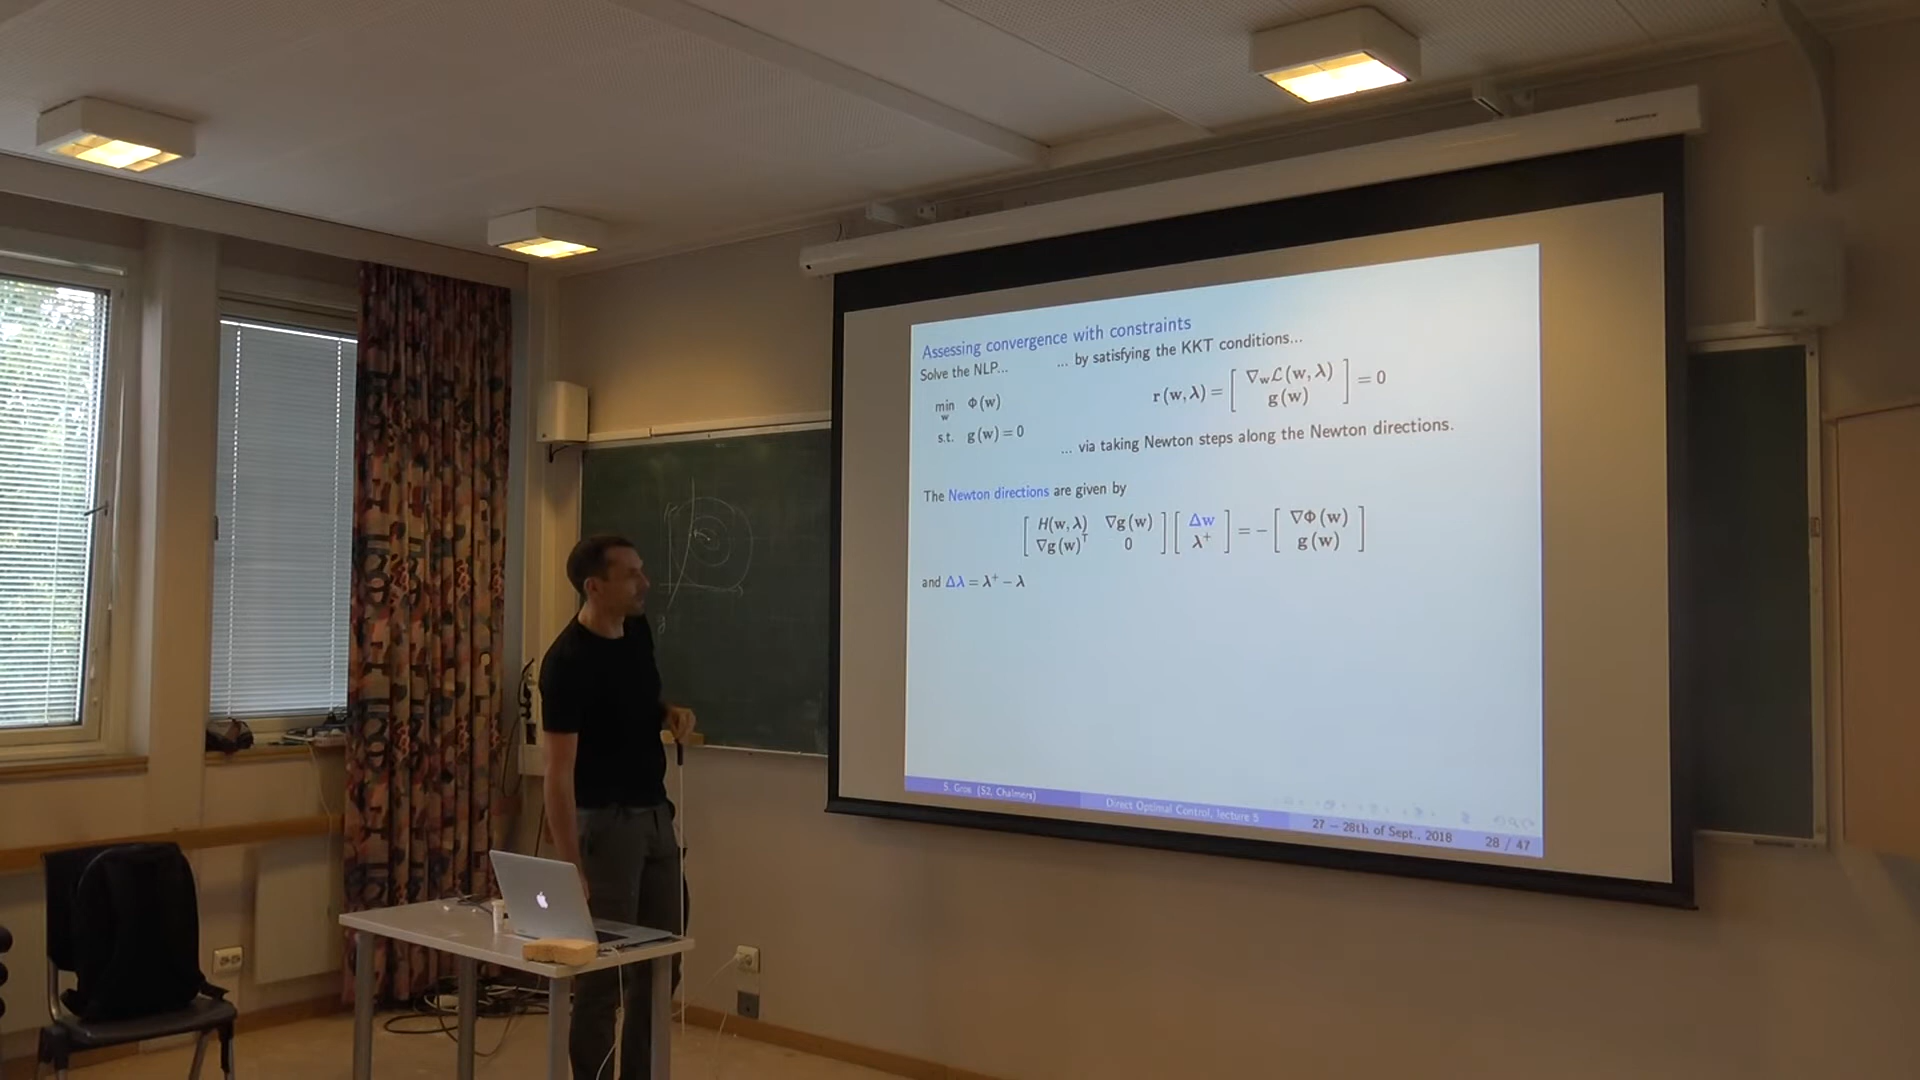 Assessing convergence with constraints
Solve the NLP...
... by satisfying the KKT conditions...
min w Φ(w)
s.t. g(w) = 0
r(w, λ) = [ ∇wL(w, λ) ; g(w) ] = 0
... via taking Newton steps along the Newton directions.
The Newton directions are given by
[ H(w, λ) ∇g(w) ; ∇g(w)⊤ 0 ] [ Δw ; λ⁺ ] = − [ ∇Φ(w) ; g(w) ]
and Δλ = λ⁺ − λ
S. Gros (S2, Chalmers)
Direct Optimal Control, lecture 5
27 – 28th of Sept., 2018
28 / 47